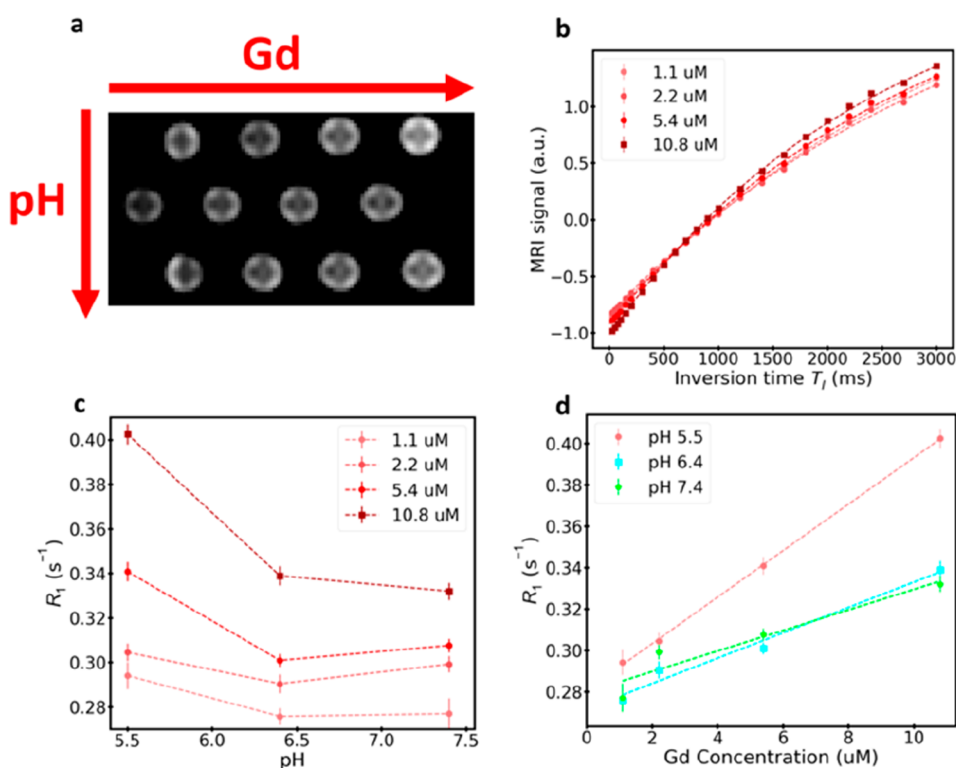 a
Gd
pH
b
1.1 uM
2.2 uM
5.4 uM
10.8 uM
1.0
0.5
0.0
−0.5
−1.0
MRI signal (a.u.)
0 500 1000 1500 2000 2500 3000
Inversion time T_I (ms)
c
1.1 uM
2.2 uM
5.4 uM
10.8 uM
0.40
0.38
0.36
0.34
0.32
0.30
0.28
R₁ (s⁻¹)
5.5 6.0 6.5 7.0 7.5
pH
d
pH 5.5
pH 6.4
pH 7.4
0.40
0.38
0.36
0.34
0.32
0.30
0.28
R₁ (s⁻¹)
0 2 4 6 8 10
Gd Concentration (uM)